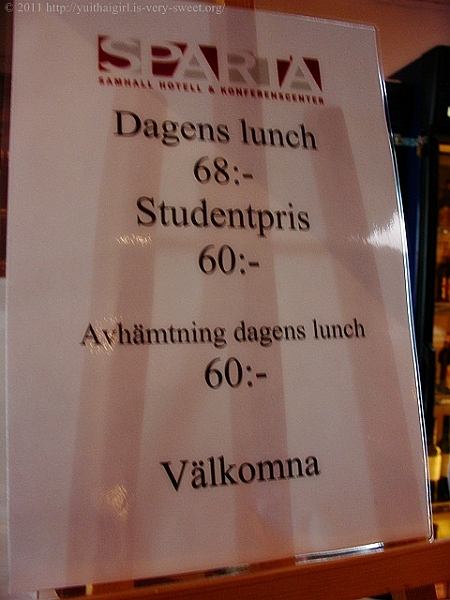 © 2011 http://yuithaigirl.is-very-sweet.org/
SPARTA
SAMHALL HOTELL & KONFERENSCENTER
Dagens lunch
68:-
Studentpris
60:-
Avhämtning dagens lunch
60:-
Välkomna